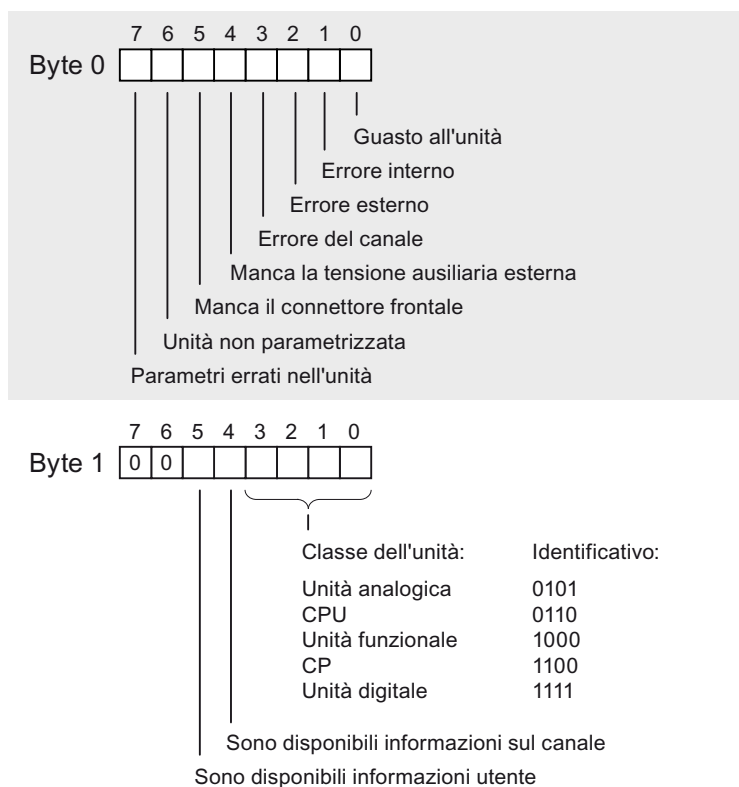 7 6 5 4 3 2 1 0
Byte 0
Guasto all'unità
Errore interno
Errore esterno
Errore del canale
Manca la tensione ausiliaria esterna
Manca il connettore frontale
Unità non parametrizzata
Parametri errati nell'unità
7 6 5 4 3 2 1 0
Byte 1 0 0
Classe dell'unità: Identificativo:
Unità analogica 0101
CPU 0110
Unità funzionale 1000
CP 1100
Unità digitale 1111
Sono disponibili informazioni sul canale
Sono disponibili informazioni utente